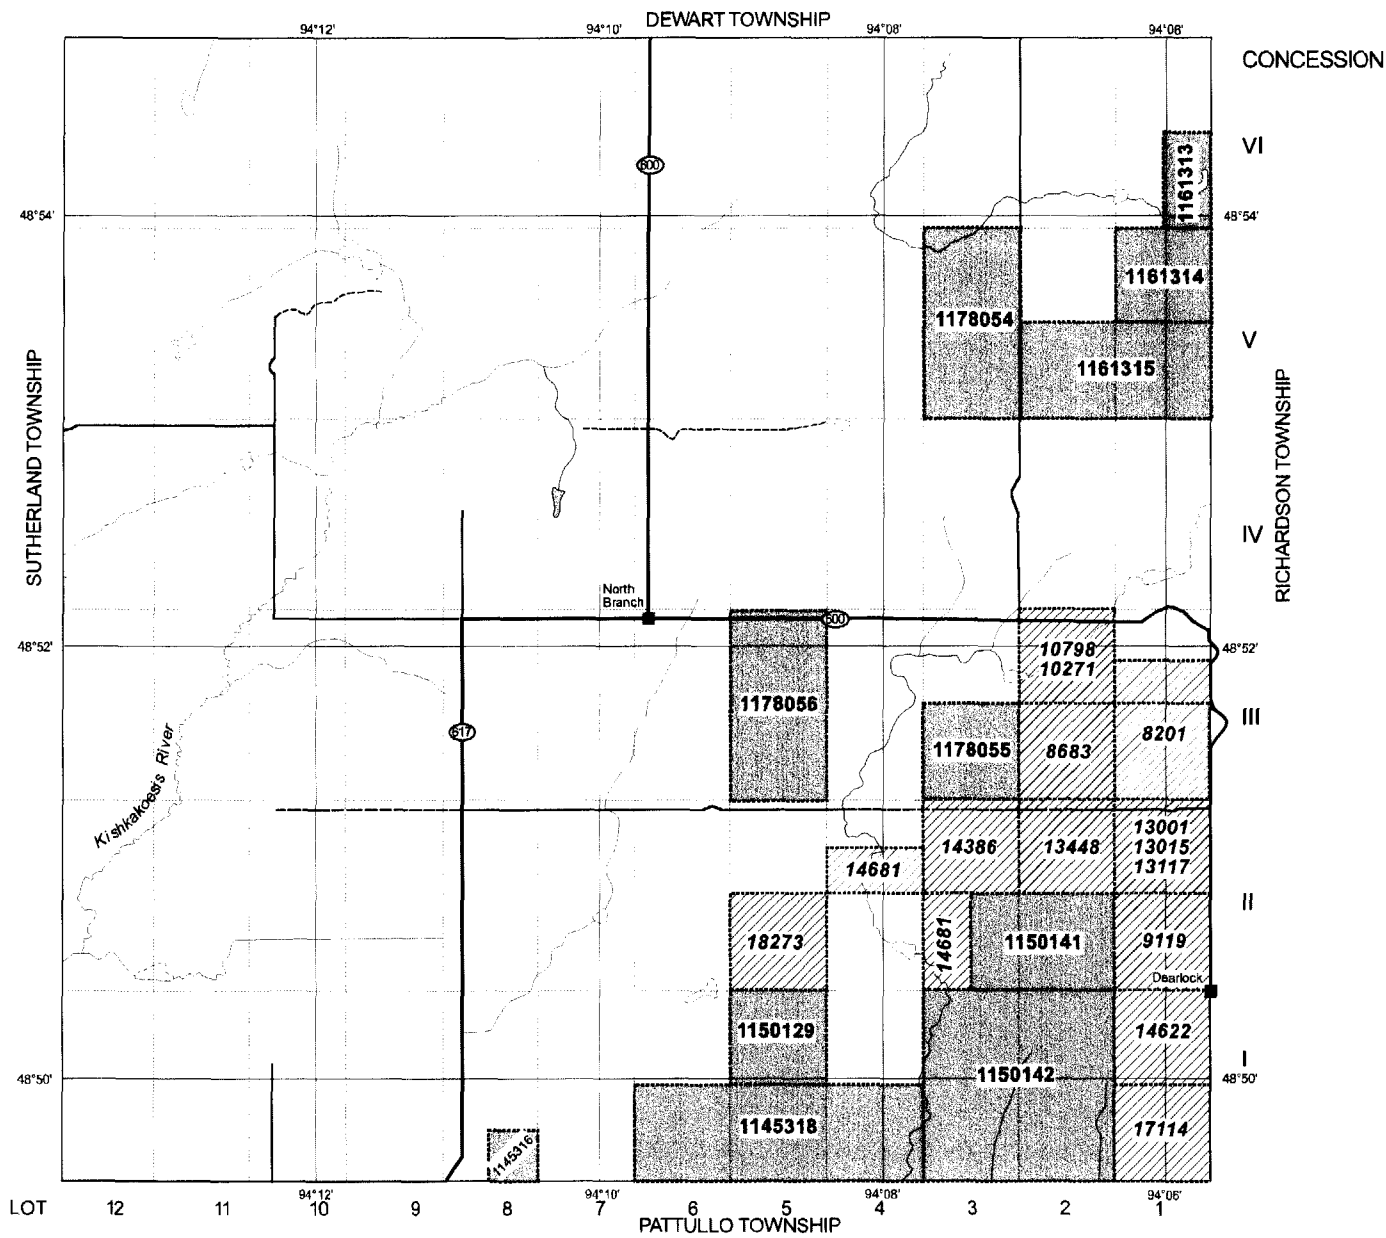 DEWART TOWNSHIP
94°12'
94°10'
94°08'
94°06'
CONCESSION
600
VI
1161313
48°54'
48°54'
1161314
1178054
V
1161315
SUTHERLAND TOWNSHIP
RICHARDSON TOWNSHIP
IV
North
Branch
600
48°52'
48°52'
10798
10271
1178056
617
III
8201
1178055
8683
Kishkakoesis River
14386
13448
13001
13015
13117
14681
II
18273
14681
1150141
9119
Dearlock
1150129
14622
I
48°50'
48°50'
1150142
1145318
17114
1145316
94°12'
94°10'
94°08'
94°06'
LOT 12 11 10 9 8 7 6 5 4 3 2 1
PATTULLO TOWNSHIP